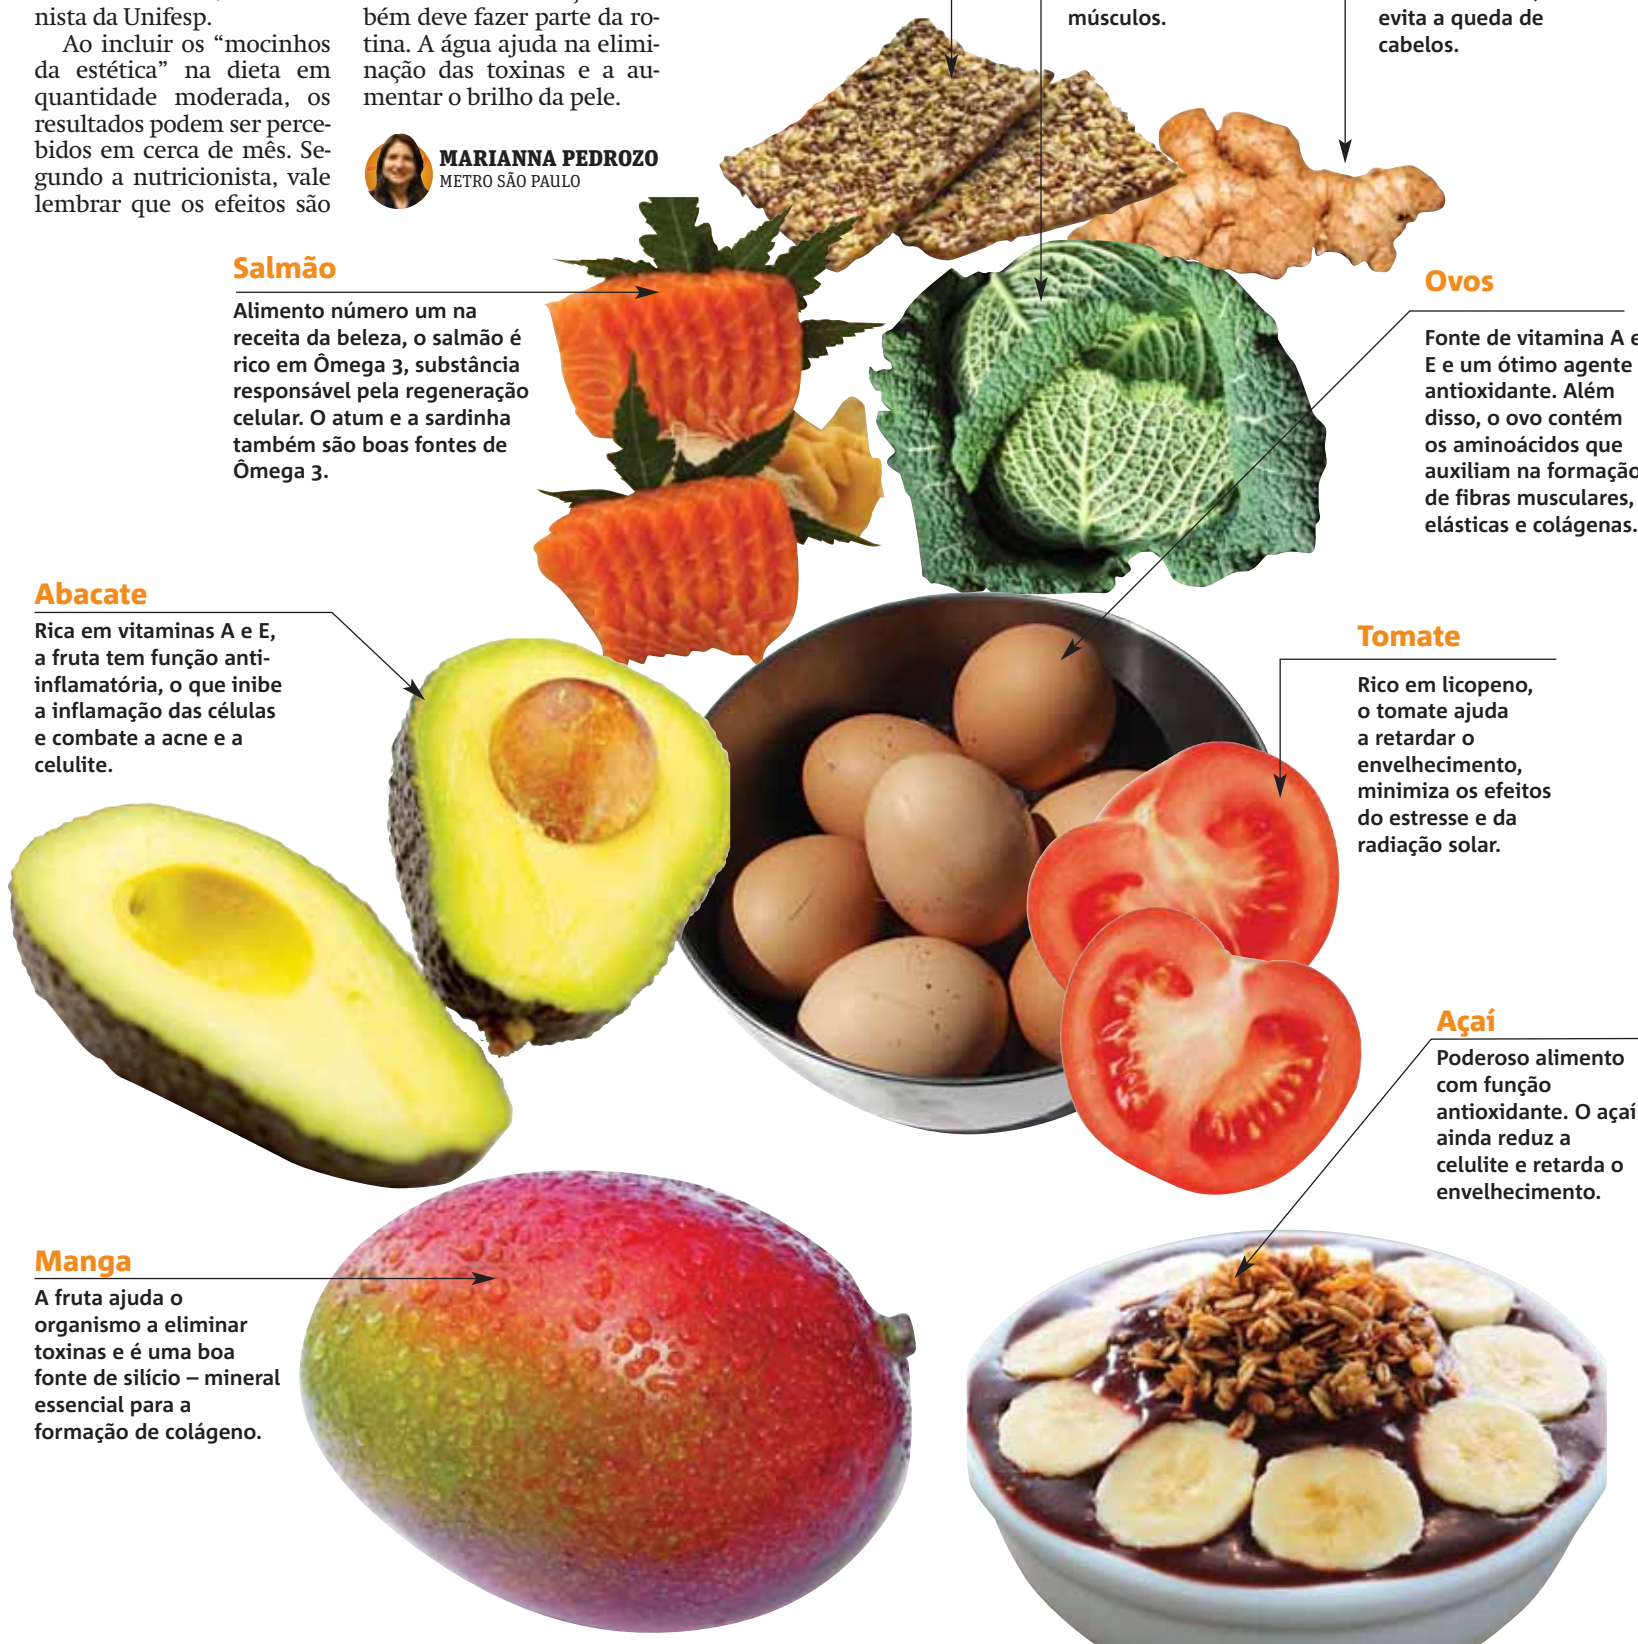 nista da Unifesp.
Ao incluir os “mocinhos
da estética” na dieta em
quantidade moderada, os
resultados podem ser perce-
bidos em cerca de mês. Se-
gundo a nutricionista, vale
lembrar que os efeitos são
bém deve fazer parte da ro-
tina. A água ajuda na elimi-
nação das toxinas e a au-
mentar o brilho da pele.
MARIANNA PEDROZO
METRO SÃO PAULO
músculos.
evita a queda de
cabelos.
Salmão
Alimento número um na
receita da beleza, o salmão é
rico em Ômega 3, substância
responsável pela regeneração
celular. O atum e a sardinha
também são boas fontes de
Ômega 3.
Ovos
Fonte de vitamina A e
E e um ótimo agente
antioxidante. Além
disso, o ovo contém
os aminoácidos que
auxiliam na formação
de fibras musculares,
elásticas e colágenas.
Abacate
Rica em vitaminas A e E,
a fruta tem função anti-
inflamatória, o que inibe
a inflamação das células
e combate a acne e a
celulite.
Tomate
Rico em licopeno,
o tomate ajuda
a retardar o
envelhecimento,
minimiza os efeitos
do estresse e da
radiação solar.
Açaí
Poderoso alimento
com função
antioxidante. O açaí
ainda reduz a
celulite e retarda o
envelhecimento.
Manga
A fruta ajuda o
organismo a eliminar
toxinas e é uma boa
fonte de silício – mineral
essencial para a
formação de colágeno.